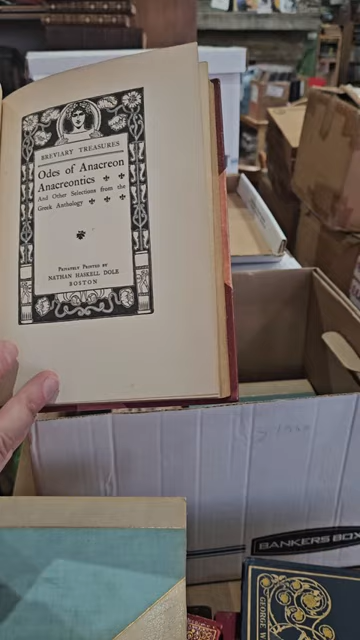 BREVIARY TREASURES
Odes of Anacreon
Anacreontics
And Other Selections from the
Greek Anthology
PRIVATELY PRINTED BY
NATHAN HASKELL DOLE
BOSTON
BANKERS BOX
GEORGE